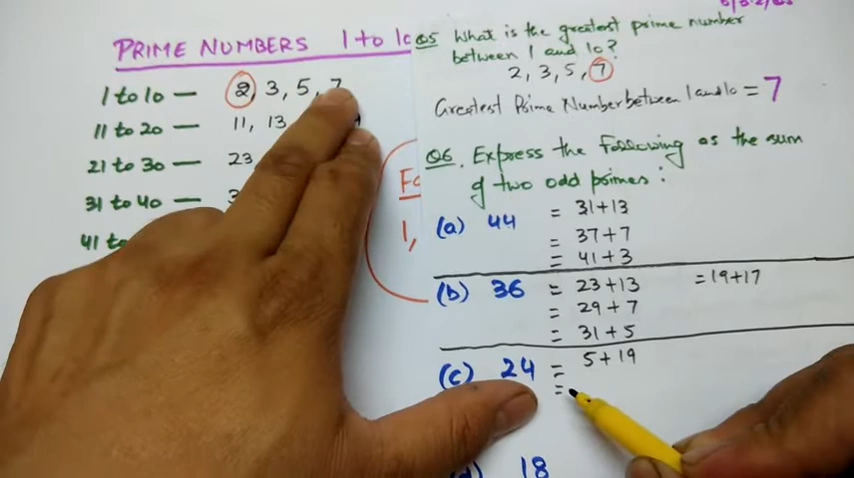 PRIME NUMBERS 1 to 10
1 to 10 — 2, 3, 5, 7
11 to 20 — 11, 13
21 to 30 — 23
31 to 40 —
41 to
1,
Q5 What is the greatest prime number
between 1 and 10?
2, 3, 5, 7
Greatest Prime Number between 1 and 10 = 7
Q6. Express the following as the sum
of two odd primes:
(a) 44 = 31+13
= 37+7
= 41+3
(b) 36 = 23+13 = 19+17
= 29+7
= 31+5
(c) 24 = 5+19
=
18